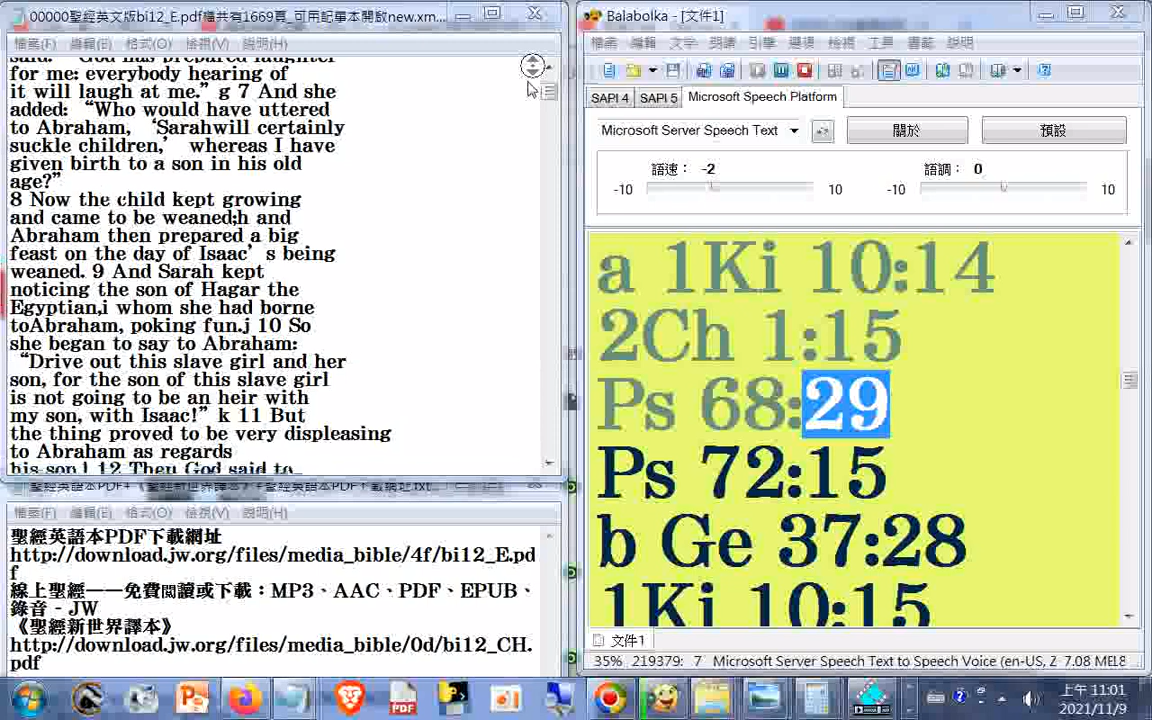 00000聖經英文版bi12_E.pdf檔共有1669頁_可用記事本開啟new.xm...
檔案(F) 編輯(E) 格式(O) 檢視(V) 說明(H)
said: “God has prepared laughter
for me: everybody hearing of
it will laugh at me.” g 7 And she
added: “Who would have uttered
to Abraham, ‘Sarahwill certainly
suckle children,’ whereas I have
given birth to a son in his old
age?”
8 Now the child kept growing
and came to be weaned;h and
Abraham then prepared a big
feast on the day of Isaac’s being
weaned. 9 And Sarah kept
noticing the son of Hagar the
Egyptian,i whom she had borne
toAbraham, poking fun.j 10 So
she began to say to Abraham:
“Drive out this slave girl and her
son, for the son of this slave girl
is not going to be an heir with
my son, with Isaac!” k 11 But
the thing proved to be very displeasing
to Abraham as regards
his son.l 12 Then God said to
檔案(F) 編輯(E) 格式(O) 檢視(V) 說明(H)
聖經英語本PDF下載網址
http://download.jw.org/files/media_bible/4f/bi12_E.pd
f
線上聖經——免費閱讀或下載：MP3、AAC、PDF、EPUB、
錄音 - JW
《聖經新世界譯本》
http://download.jw.org/files/media_bible/0d/bi12_CH.
pdf
Balabolka - [文件1]
檔案 編輯 文字 朗讀 引擎 選項 檢視 工具 書籤 說明
SAPI 4 SAPI 5 Microsoft Speech Platform
Microsoft Server Speech Text 關於 預設
語速： -2 語調： 0
-10 10 -10 10
a 1Ki 10:14
2Ch 1:15
Ps 68:29
Ps 72:15
b Ge 37:28
1Ki 10:15
文件1
35% 219379: 7 Microsoft Server Speech Text to Speech Voice (en-US, Z 7.08 MEL8
上午 11:01
2021/11/9